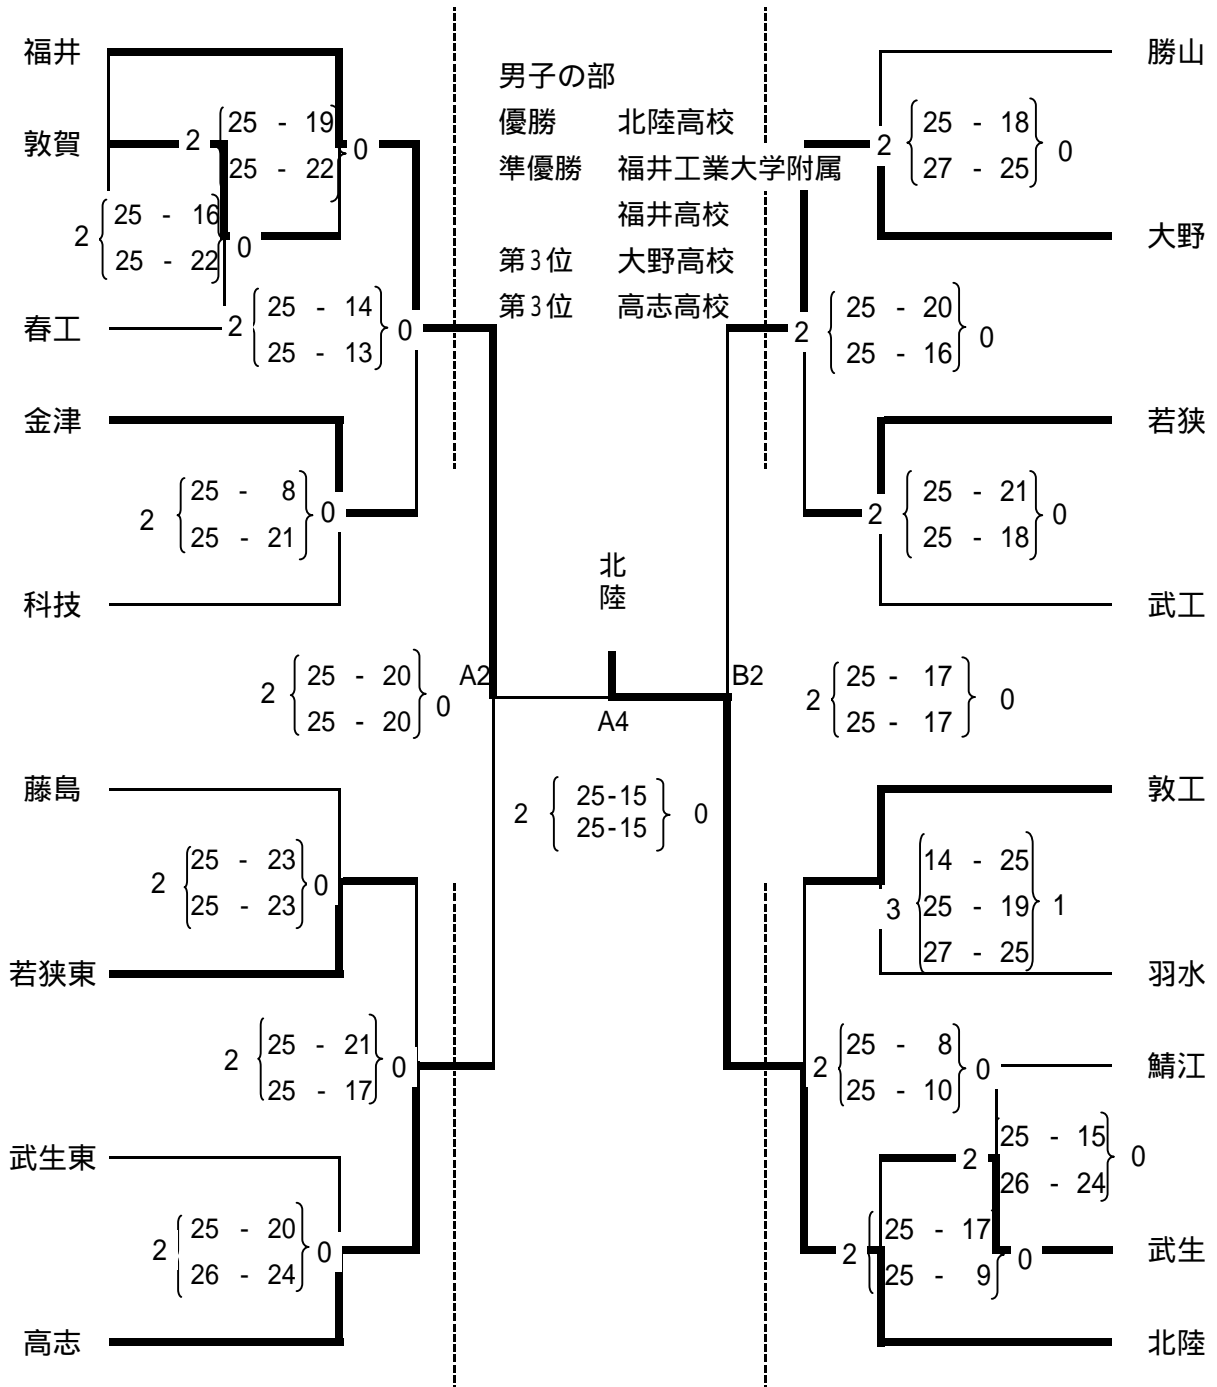 男子の部
優勝 北陸高校
準優勝 福井工業大学附属
福井高校
第3位 大野高校
第3位 高志高校
福井
敦賀
2 25 - 19 0
25 - 22
2 25 - 16 0
25 - 22
春工
2 25 - 14 0
25 - 13
金津
2 25 - 8 0
25 - 21
科技
2 25 - 20 0
25 - 20
A2
藤島
2 25 - 23 0
25 - 23
若狭東
2 25 - 21 0
25 - 17
武生東
2 25 - 20 0
26 - 24
高志
北陸
A4
2 25-15 0
25-15
勝山
2 25 - 18 0
27 - 25
大野
2 25 - 20 0
25 - 16
若狭
2 25 - 21 0
25 - 18
武工
B2
2 25 - 17 0
25 - 17
敦工
14 - 25
3 25 - 19 1
27 - 25
羽水
2 25 - 8 0
25 - 10
鯖江
2 25 - 15 0
26 - 24
2 25 - 17 0
25 - 9
武生
北陸